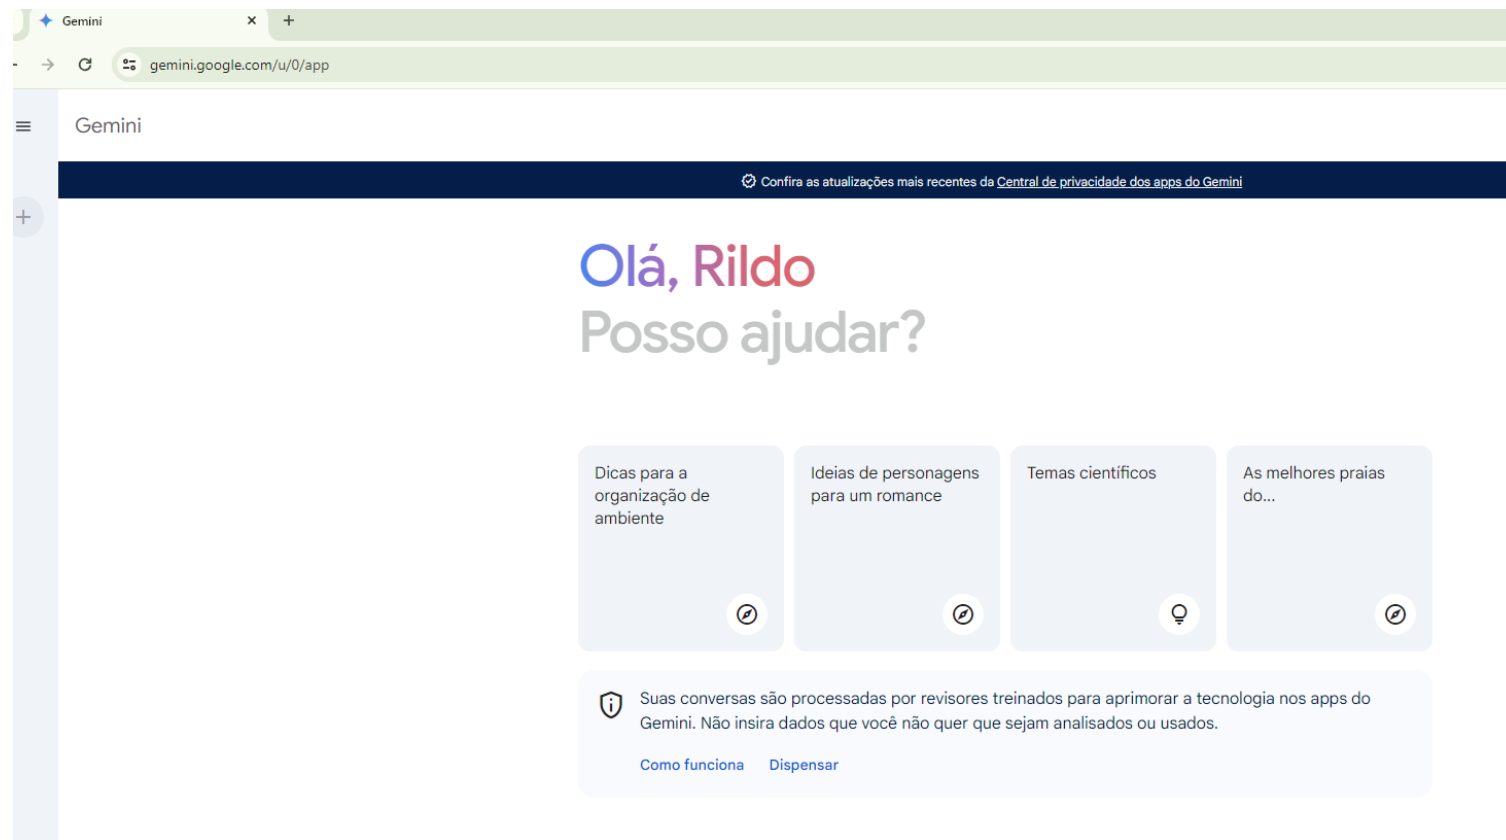 Gemini
gemini.google.com/u/0/app
Gemini
Confira as atualizações mais recentes da Central de privacidade dos apps do Gemini
Olá, Rildo
Posso ajudar?
Dicas para a
organização de
ambiente
Ideias de personagens
para um romance
Temas científicos
As melhores praias
do...
Suas conversas são processadas por revisores treinados para aprimorar a tecnologia nos apps do
Gemini. Não insira dados que você não quer que sejam analisados ou usados.
Como funciona Dispensar